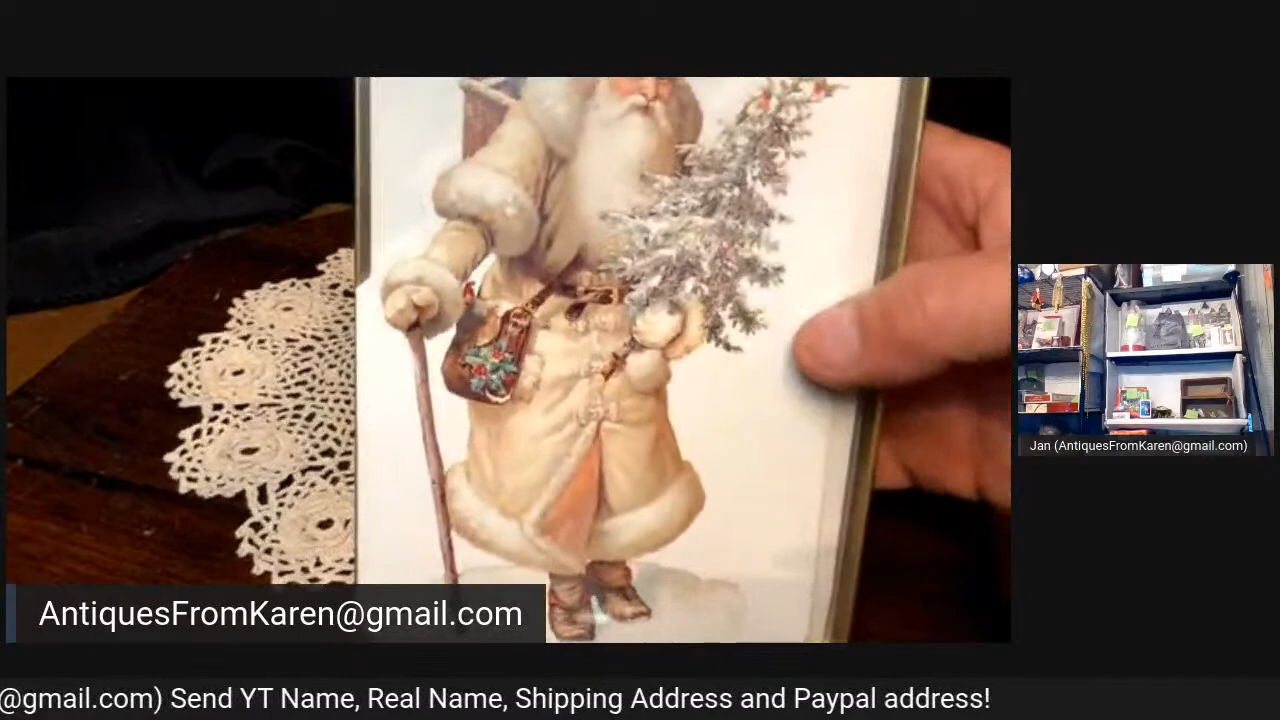 Jan (AntiquesFromKaren@gmail.com)
AntiquesFromKaren@gmail.com
@gmail.com) Send YT Name, Real Name, Shipping Address and Paypal address!